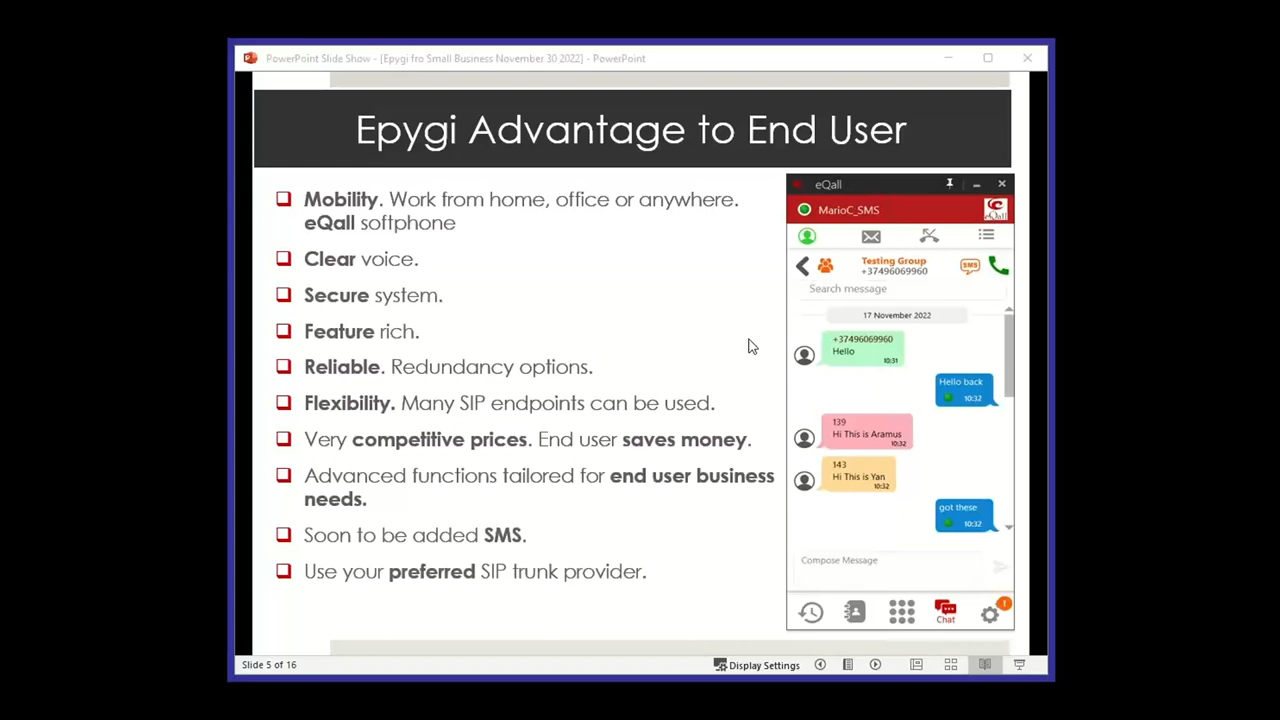 PowerPoint Slide Show - [Epygi fro Small Business November 30 2022] - PowerPoint
Epygi Advantage to End User
Mobility. Work from home, office or anywhere.
eQall softphone
Clear voice.
Secure system.
Feature rich.
Reliable. Redundancy options.
Flexibility. Many SIP endpoints can be used.
Very competitive prices. End user saves money.
Advanced functions tailored for end user business
needs.
Soon to be added SMS.
Use your preferred SIP trunk provider.
eQall
MarioC_SMS
eQall
Testing Group
+37496069960
SMS
Search message
17 November 2022
+37496069960
Hello
10:31
Hello back
10:32
139
Hi This is Aramus
10:32
143
Hi This is Yan
10:32
got these
10:32
Compose Message
Chat
1
Slide 5 of 16
Display Settings